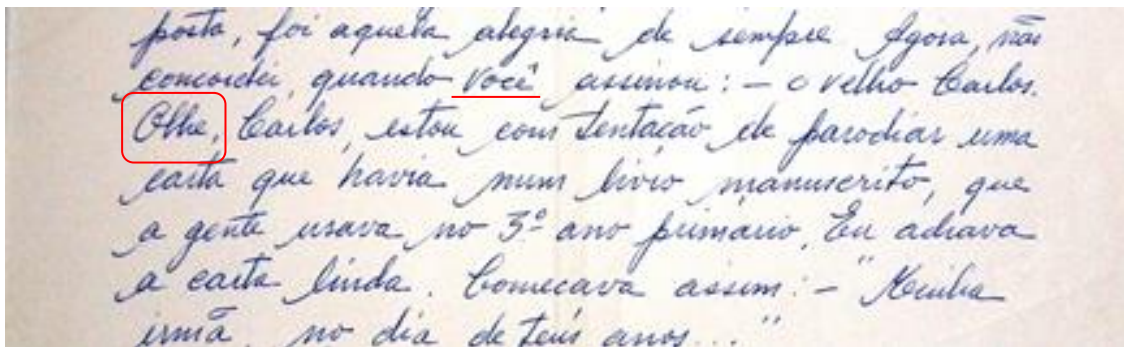 posta, foi aquela alegria de sempre Agora, não
concordei, quando você assinou: - o velho Carlos.
Olhe, Carlos, estou com tentação de parodiar uma
carta que havia num livro manuscrito, que
a gente usava no 3º ano primário. Eu achava
a carta linda. Começava assim: - "Minha
irmã, no dia de teus anos..."